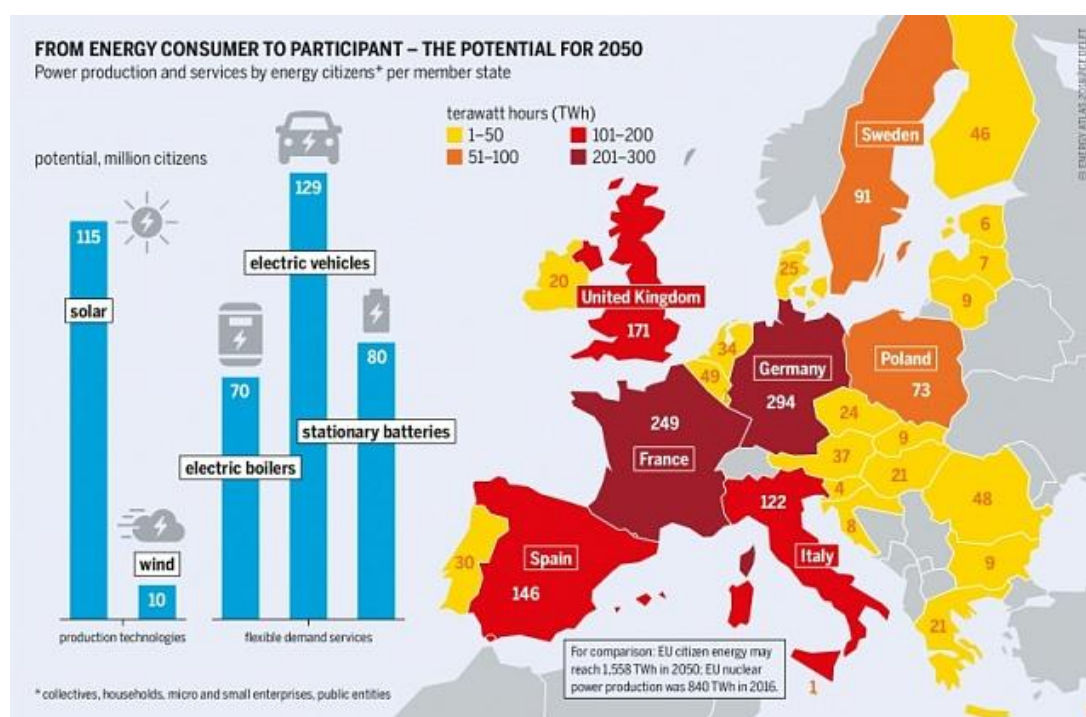 FROM ENERGY CONSUMER TO PARTICIPANT – THE POTENTIAL FOR 2050
Power production and services by energy citizens* per member state
potential, million citizens
115
solar
10
wind
production technologies
70
electric boilers
129
electric vehicles
80
stationary batteries
flexible demand services
* collectives, households, micro and small enterprises, public entities
terawatt hours (TWh)
1–50
101–200
51–100
201–300
Sweden
91
46
6
7
9
25
20
United Kingdom
171
34
49
Germany
294
Poland
73
249
France
24
9
37
21
4
8
48
9
21
122
Italy
30
Spain
146
1
For comparison: EU citizen energy may
reach 1,558 TWh in 2050; EU nuclear
power production was 840 TWh in 2016.
ENERGY ATLAS 2018